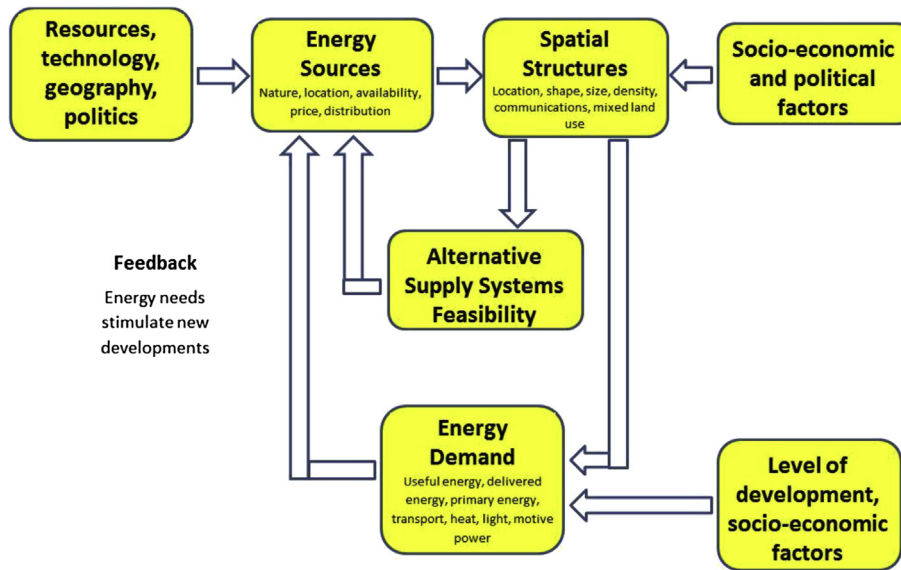 Resources,
technology,
geography,
politics
Energy
Sources
Nature, location, availability,
price, distribution
Spatial
Structures
Location, shape, size, density,
communications, mixed land
use
Socio-economic
and political
factors
Alternative
Supply Systems
Feasibility
Feedback
Energy needs
stimulate new
developments
Energy
Demand
Useful energy, delivered
energy, primary energy,
transport, heat, light, motive
power
Level of
development,
socio-economic
factors